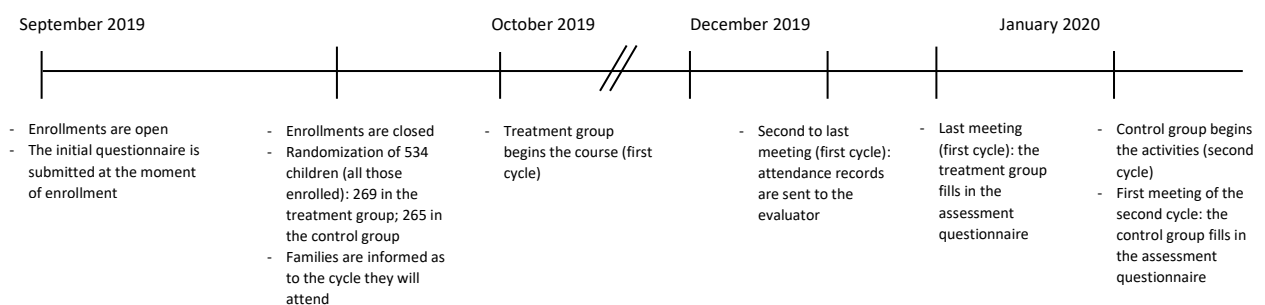 September 2019
October 2019
December 2019
January 2020
- Enrollments are open
- The initial questionnaire is
submitted at the moment
of enrollment
- Enrollments are closed
- Randomization of 534
children (all those
enrolled): 269 in the
treatment group; 265 in
the control group
- Families are informed as
to the cycle they will
attend
- Treatment group
begins the course (first
cycle)
- Second to last
meeting (first cycle):
attendance records
are sent to the
evaluator
- Last meeting
(first cycle): the
treatment group
fills in the
assessment
questionnaire
- Control group begins
the activities (second
cycle)
- First meeting of the
second cycle: the
control group fills in
the assessment
questionnaire